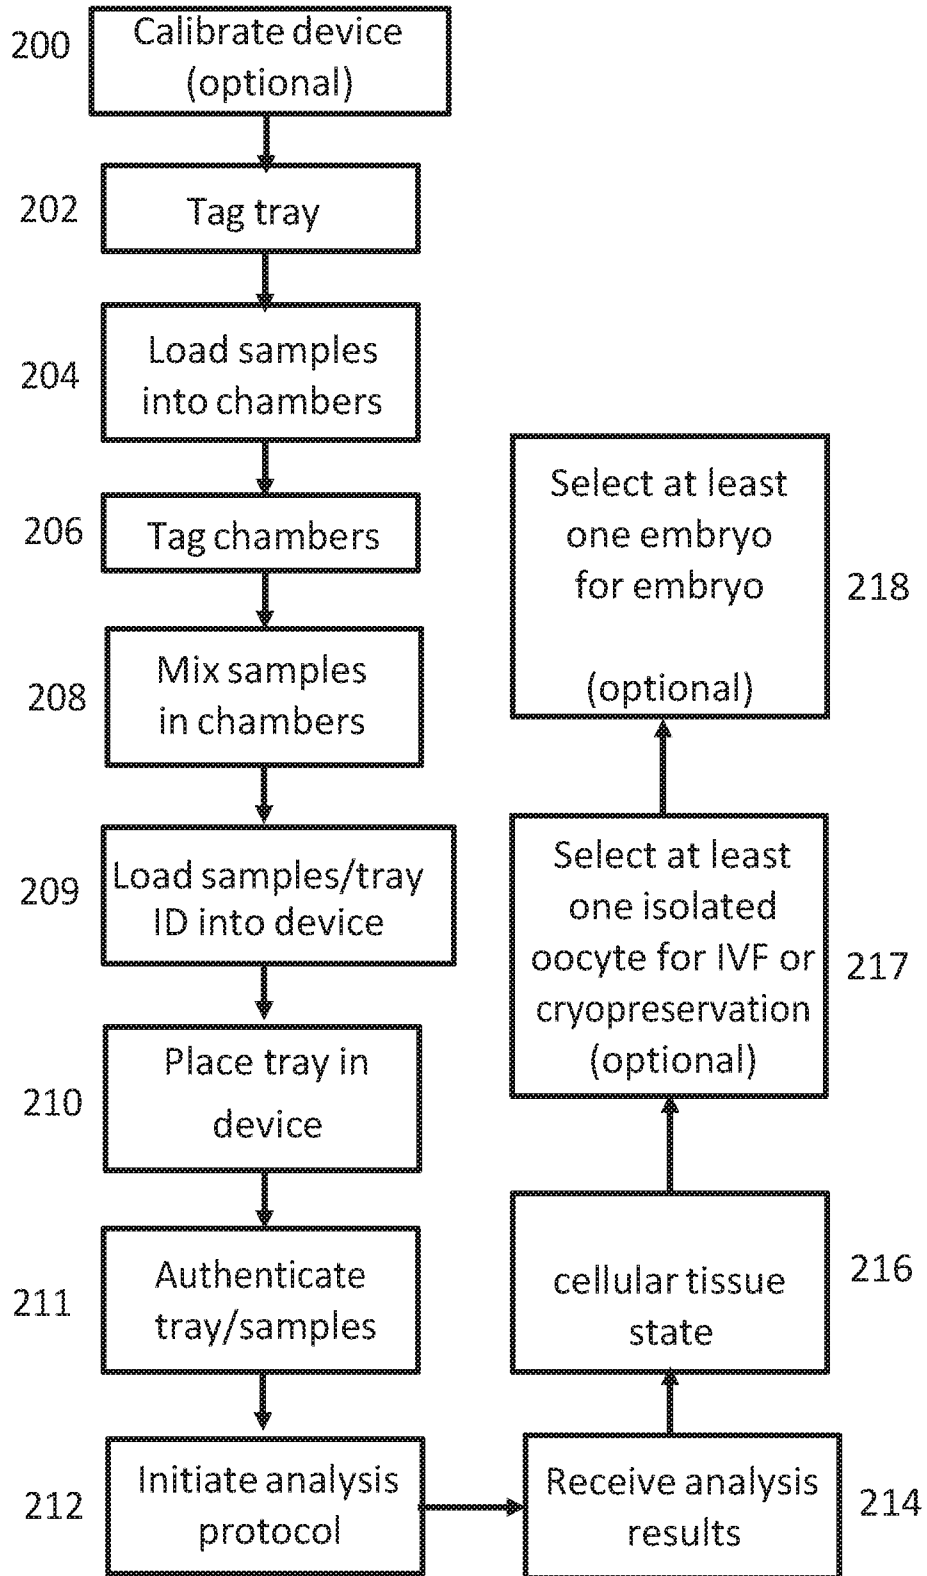 200
Calibrate device
(optional)
202
Tag tray
204
Load samples
into chambers
206
Tag chambers
208
Mix samples
in chambers
209
Load samples/tray
ID into device
210
Place tray in
device
211
Authenticate
tray/samples
212
Initiate analysis
protocol
Receive analysis
results
214
cellular tissue
state
216
Select at least
one isolated
oocyte for IVF or
cryopreservation
(optional)
217
Select at least
one embryo
for embryo
(optional)
218